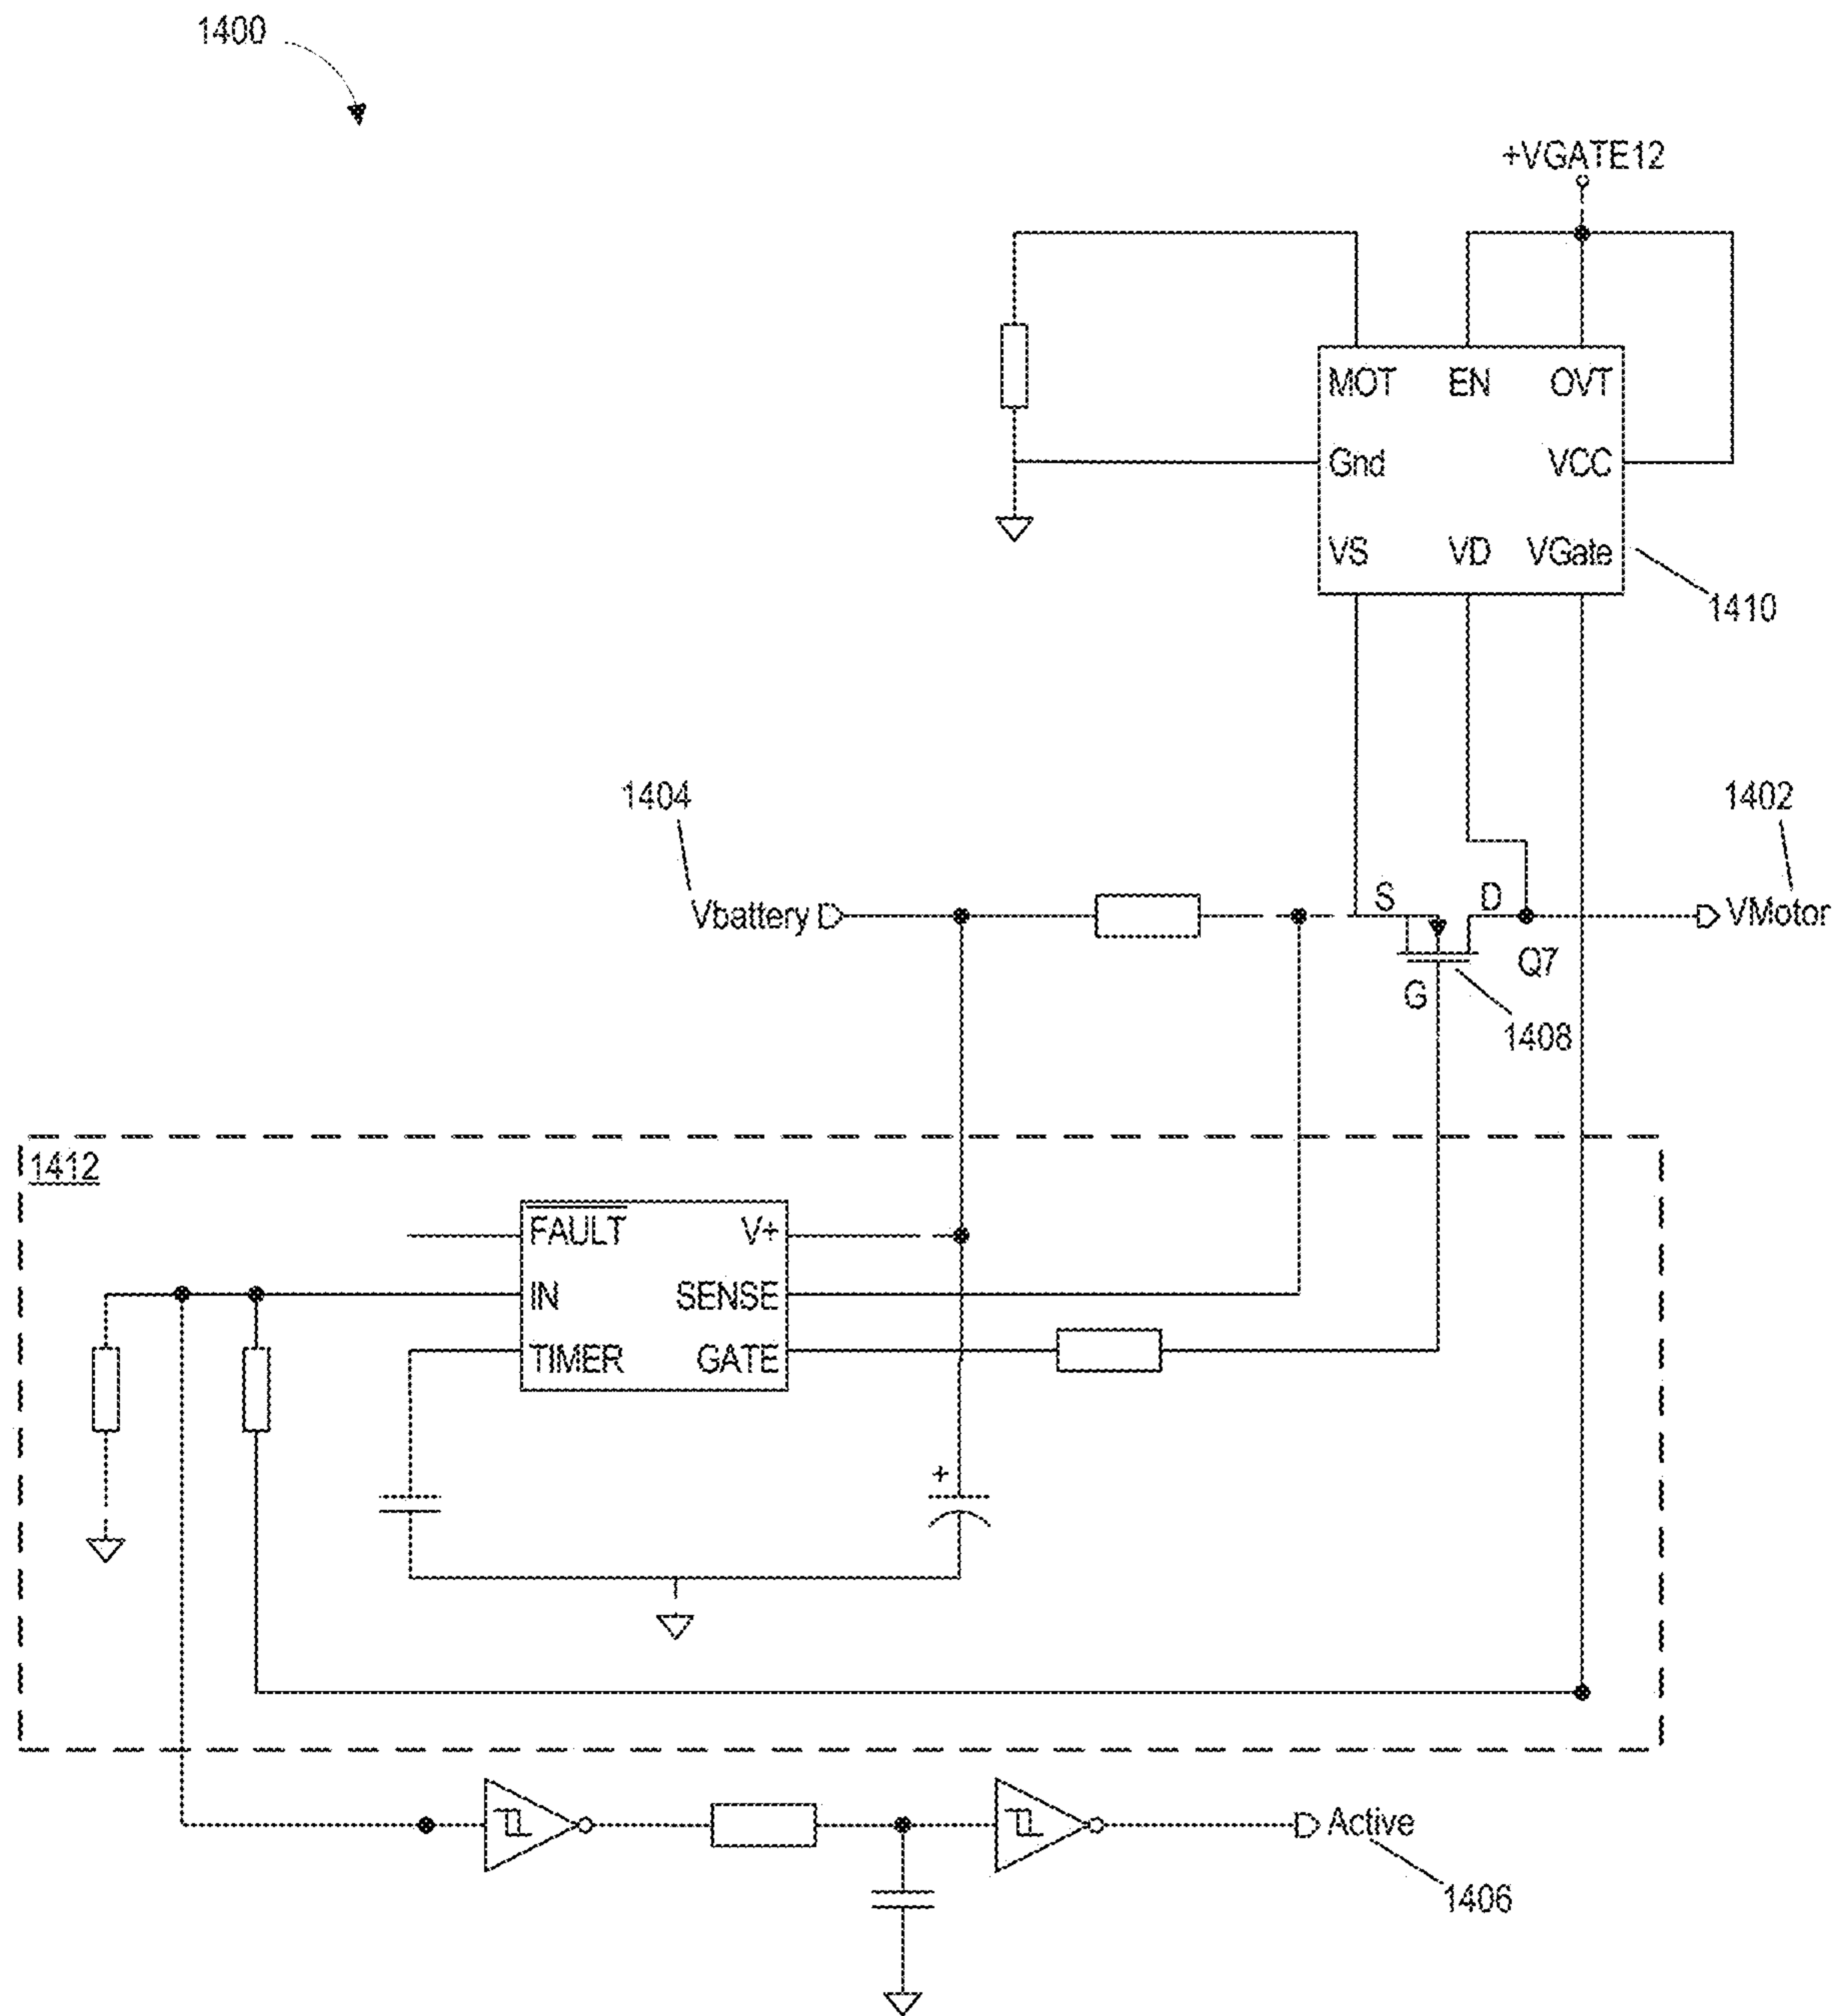 1400
+VGATE12
MOT EN OVT
Gnd VCC
VS VD VGate
1410
1404
1402
Vbattery
S D
VMotor
Q7
G
1408
1412
FAULT V+
IN SENSE
TIMER GATE
+
Active
1406